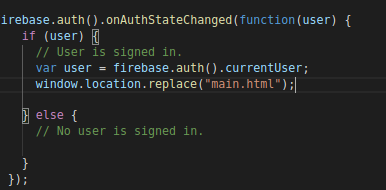 irebase.auth().onAuthStateChanged(function(user) {
if (user) {
// User is signed in.
var user = firebase.auth().currentUser;
window.location.replace("main.html");
} else {
// No user is signed in.
}
});